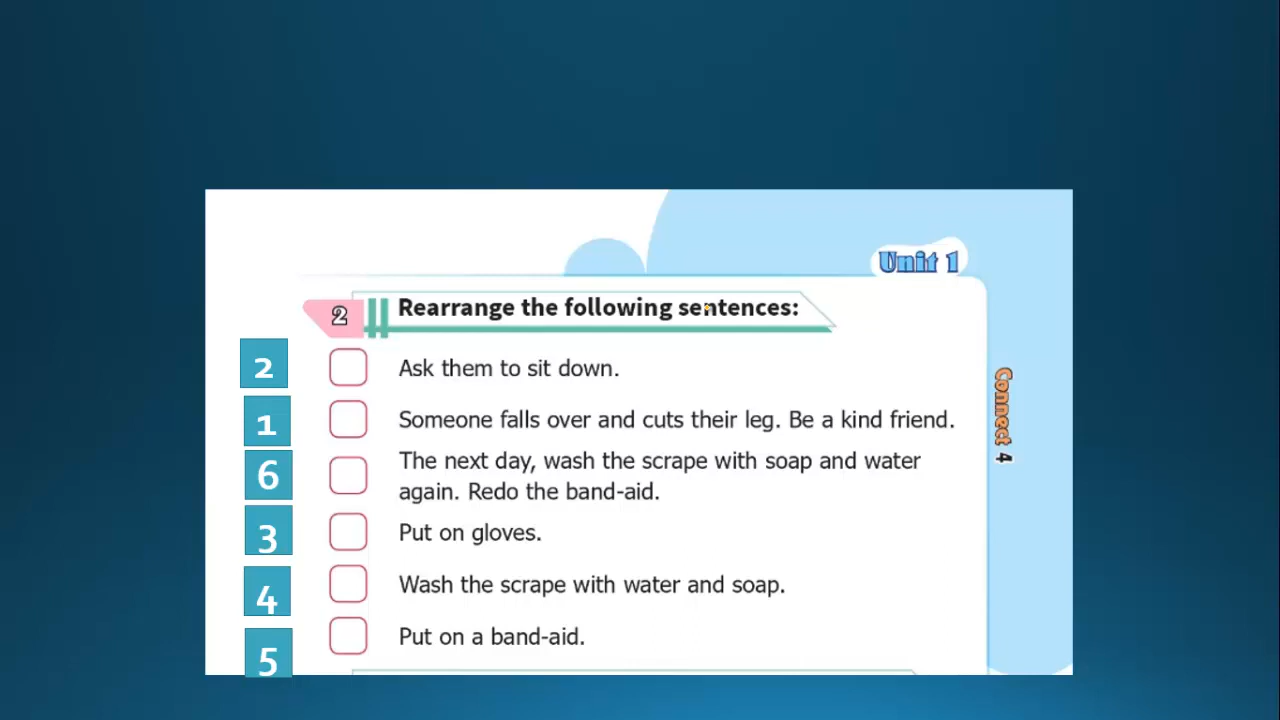 Unit 1
2 Rearrange the following sentences:
2 Ask them to sit down.
1 Someone falls over and cuts their leg. Be a kind friend.
6 The next day, wash the scrape with soap and water
again. Redo the band-aid.
3 Put on gloves.
4 Wash the scrape with water and soap.
5 Put on a band-aid.
Connect 4